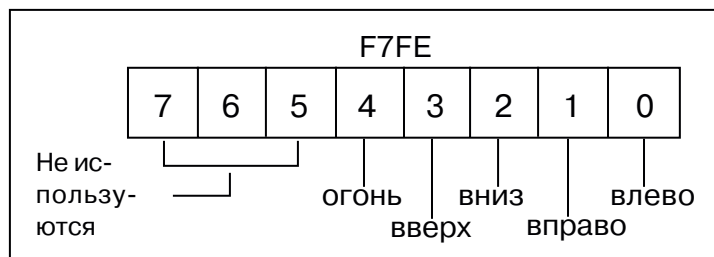 F7FE
7 6 5 4 3 2 1 0
Не ис-
пользу-
ются
огонь вниз влево
вверх вправо